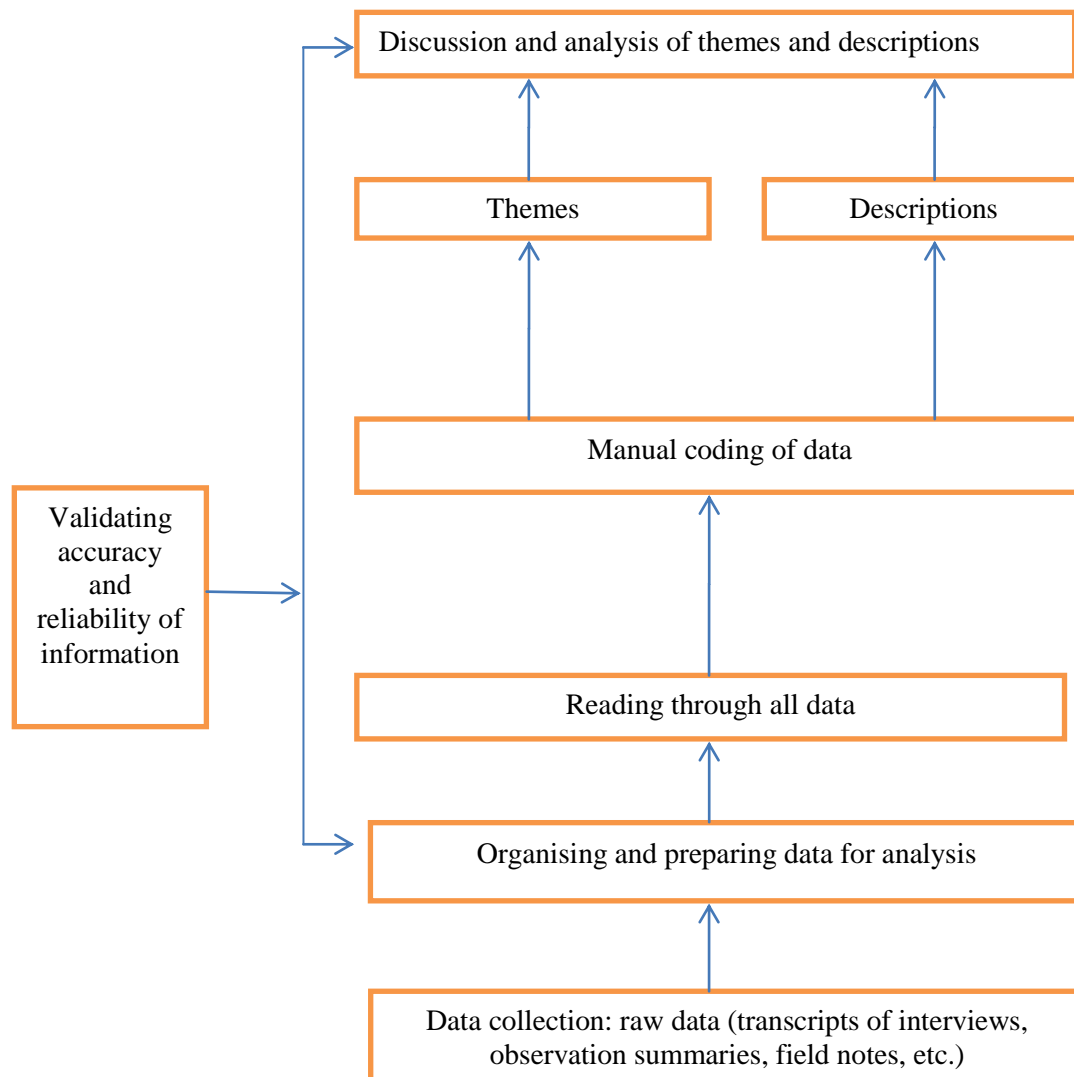 Discussion and analysis of themes and descriptions
Themes
Descriptions
Manual coding of data
Validating
accuracy
and
reliability of
information
Reading through all data
Organising and preparing data for analysis
Data collection: raw data (transcripts of interviews,
observation summaries, field notes, etc.)